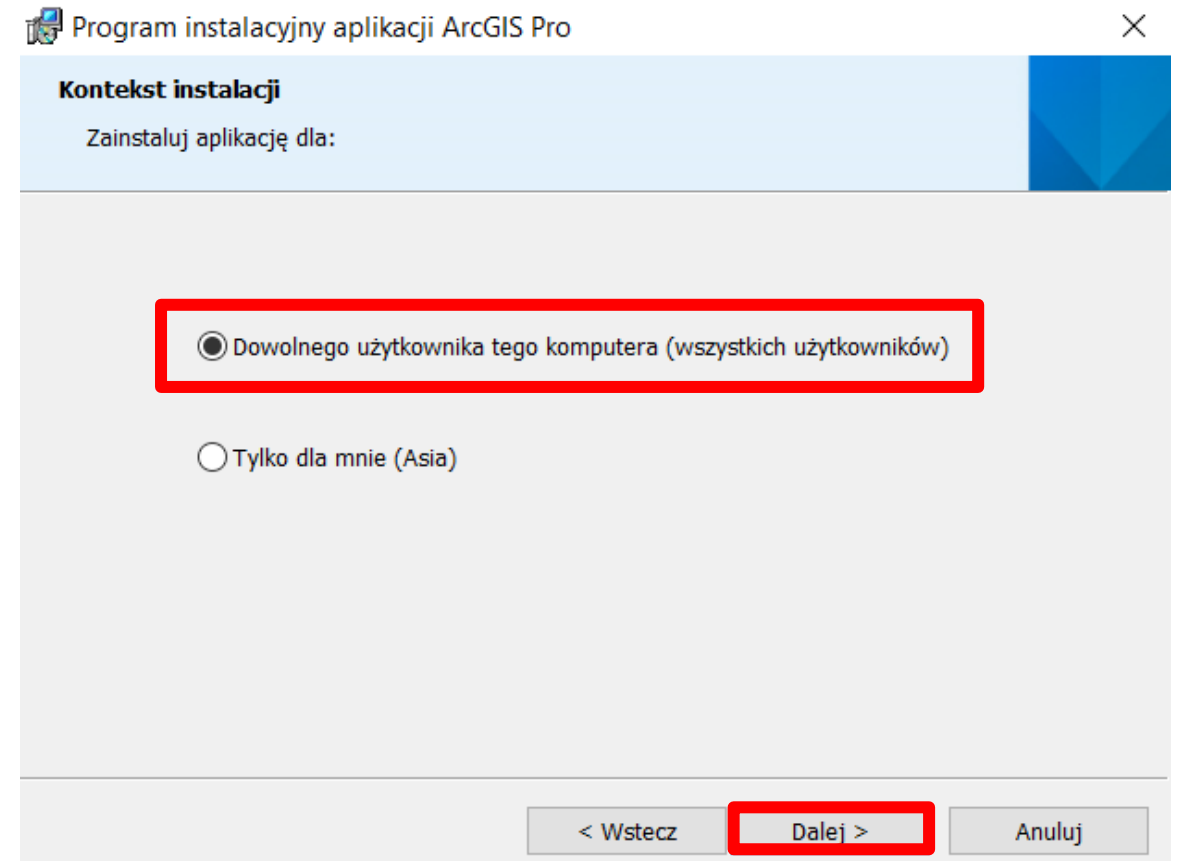 Program instalacyjny aplikacji ArcGIS Pro
Kontekst instalacji
Zainstaluj aplikację dla:
Dowolnego użytkownika tego komputera (wszystkich użytkowników)
Tylko dla mnie (Asia)
< Wstecz
Dalej >
Anuluj